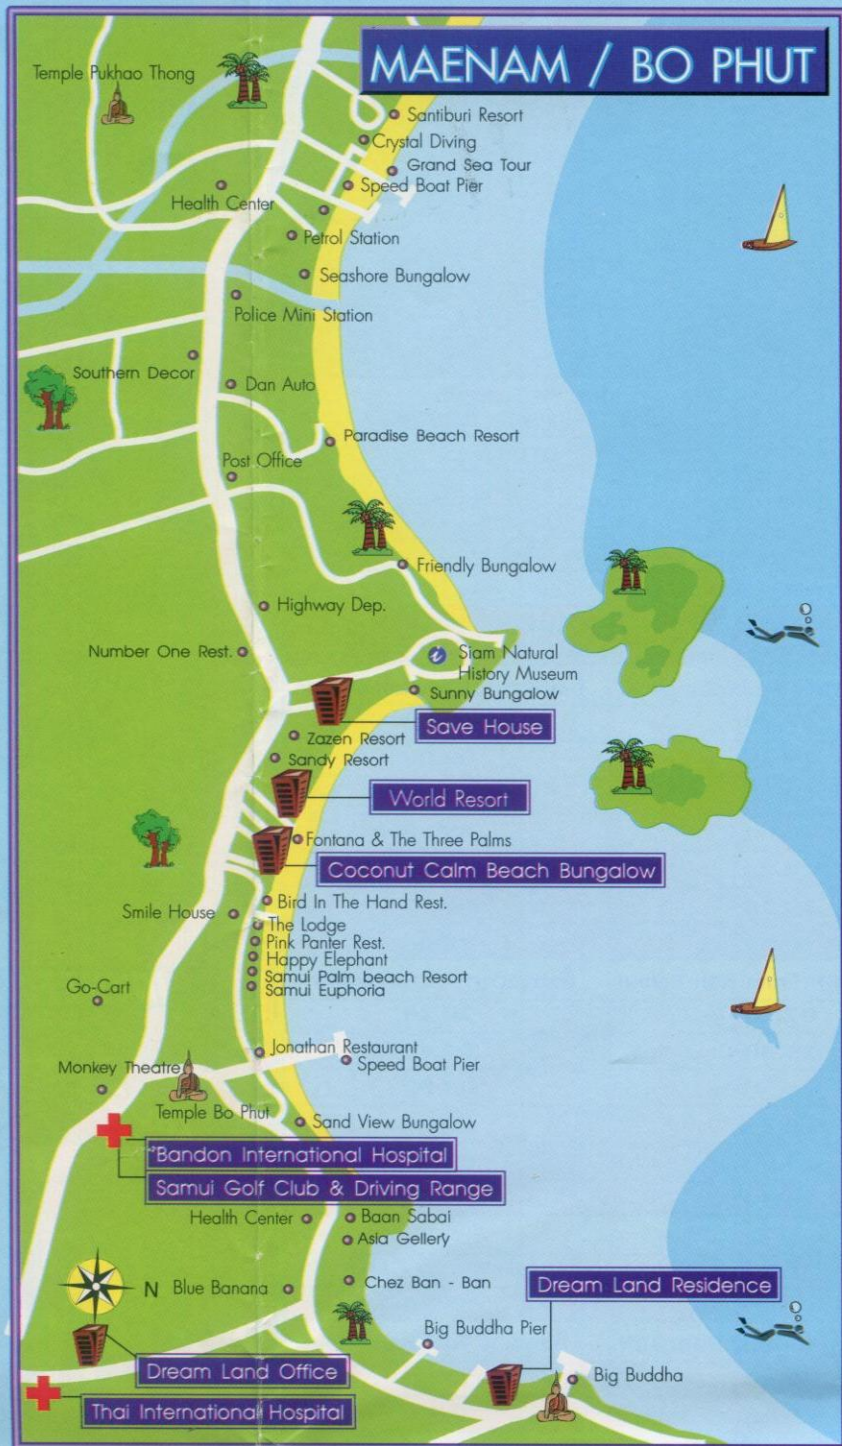 MAENAM / BO PHUT
Temple Pukhao Thong
Santiburi Resort
Crystal Diving
Grand Sea Tour
Speed Boat Pier
Health Center
Petrol Station
Seashore Bungalow
Police Mini Station
Southern Decor
Dan Auto
Paradise Beach Resort
Post Office
Friendly Bungalow
Highway Dep.
Number One Rest.
i
Siam Natural
History Museum
Sunny Bungalow
Save House
Zazen Resort
Sandy Resort
World Resort
Fontana & The Three Palms
Coconut Calm Beach Bungalow
Bird In The Hand Rest.
Smile House
The Lodge
Pink Panter Rest.
Happy Elephant
Samui Palm beach Resort
Samui Euphoria
Go-Cart
Jonathan Restaurant
Speed Boat Pier
Monkey Theatre
Temple Bo Phut
Sand View Bungalow
Bandon International Hospital
Samui Golf Club & Driving Range
Health Center
Baan Sabai
Asia Gellery
N
Blue Banana
Chez Ban - Ban
Dream Land Residence
Big Buddha Pier
Dream Land Office
Big Buddha
Thai International Hospital